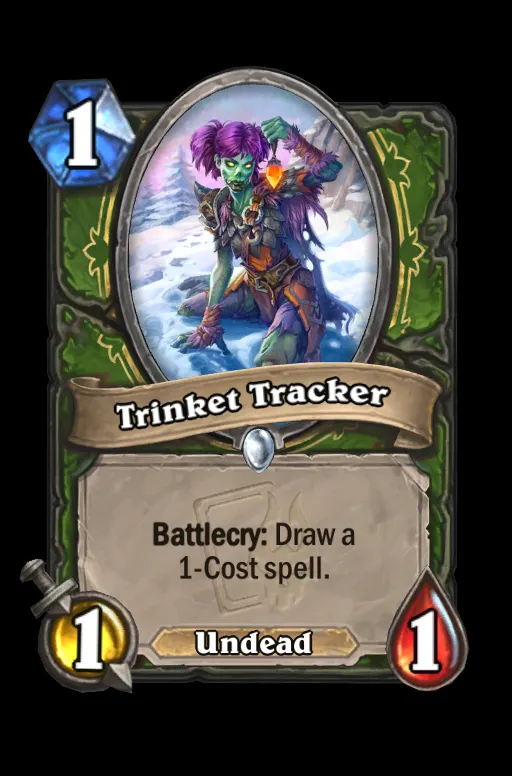 1
Trinket Tracker
Battlecry: Draw a
1-Cost spell.
1
Undead
1